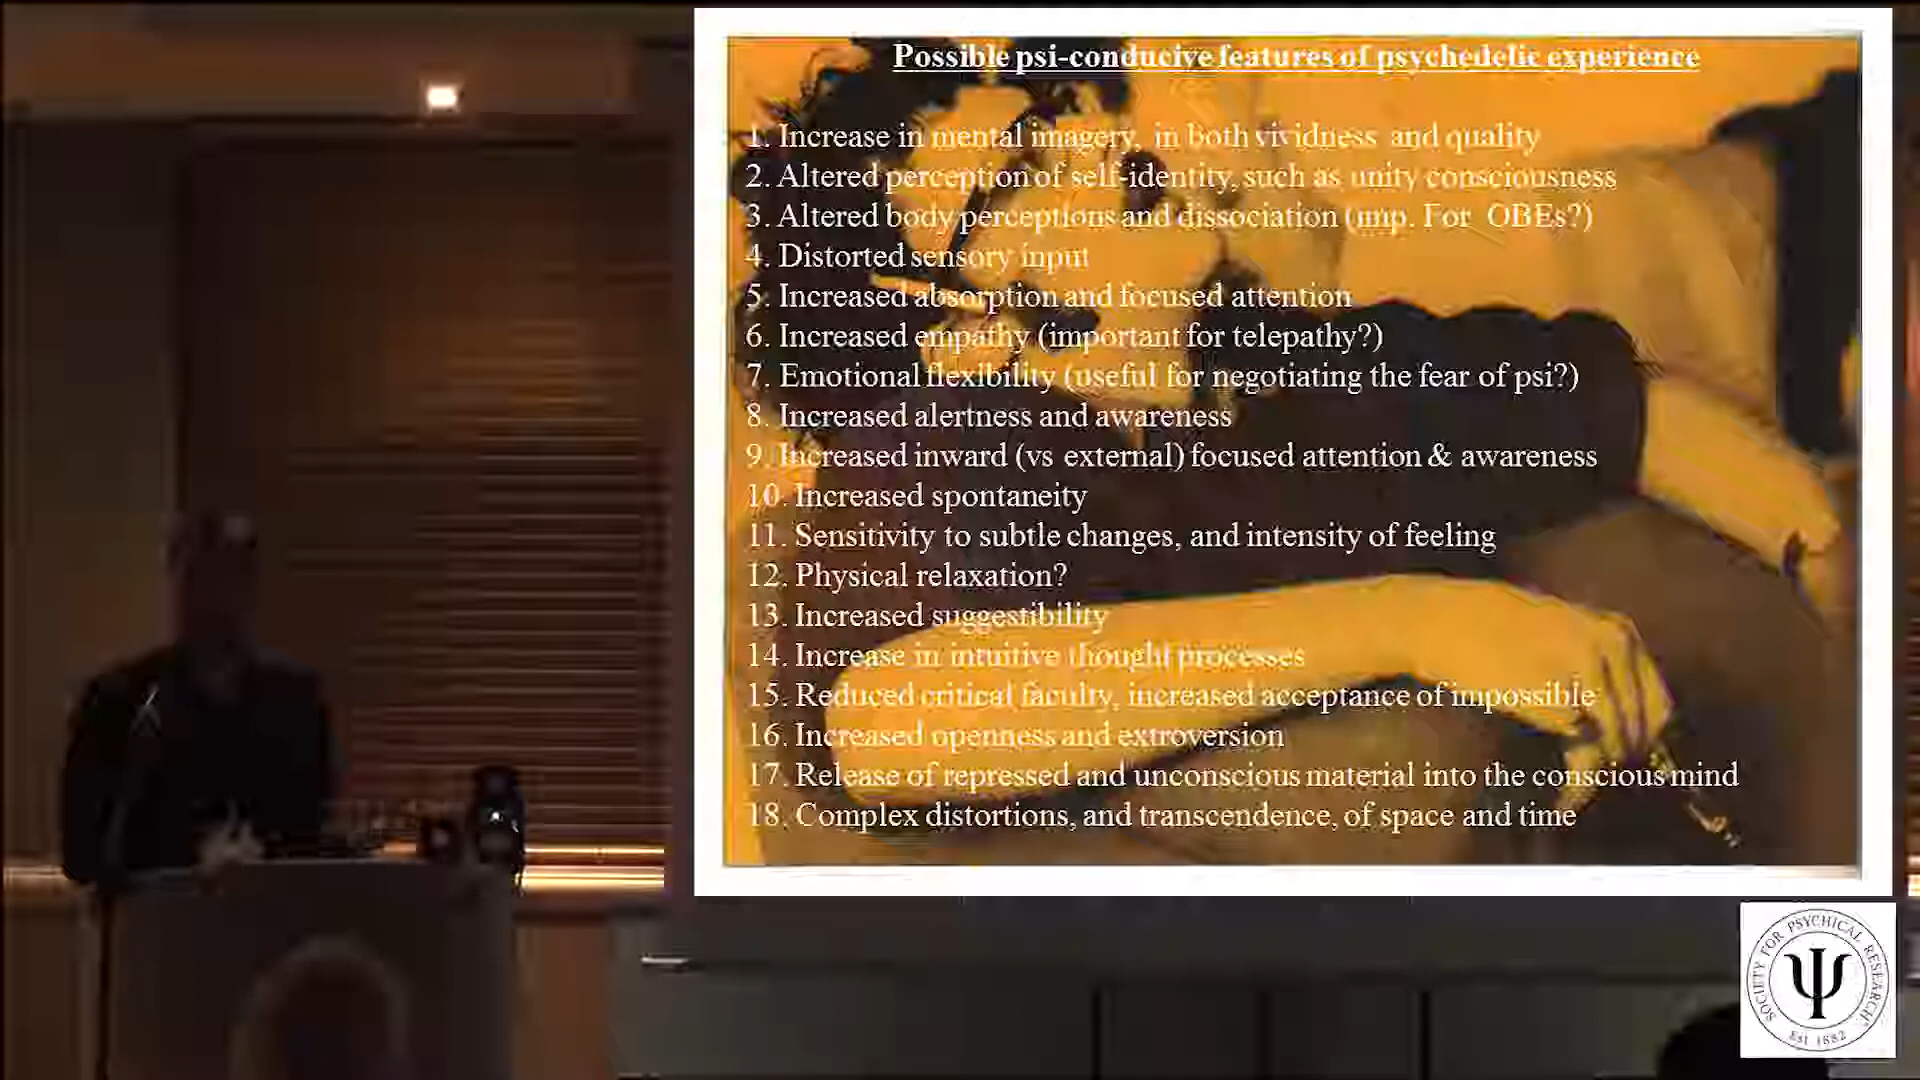 Possible psi-conducive features of psychedelic experience
1. Increase in mental imagery, in both vividness and quality
2. Altered perception of self-identity, such as unity consciousness
3. Altered body perceptions and dissociation (imp. For OBEs?)
4. Distorted sensory input
5. Increased absorption and focused attention
6. Increased empathy (important for telepathy?)
7. Emotional flexibility (useful for negotiating the fear of psi?)
8. Increased alertness and awareness
9. Increased inward (vs external) focused attention & awareness
10. Increased spontaneity
11. Sensitivity to subtle changes, and intensity of feeling
12. Physical relaxation?
13. Increased suggestibility
14. Increase in intuitive thought processes
15. Reduced critical faculty, increased acceptance of impossible
16. Increased openness and extroversion
17. Release of repressed and unconscious material into the conscious mind
18. Complex distortions, and transcendence, of space and time
SOCIETY FOR PSYCHICAL RESEARCH
Ψ
Est 1882